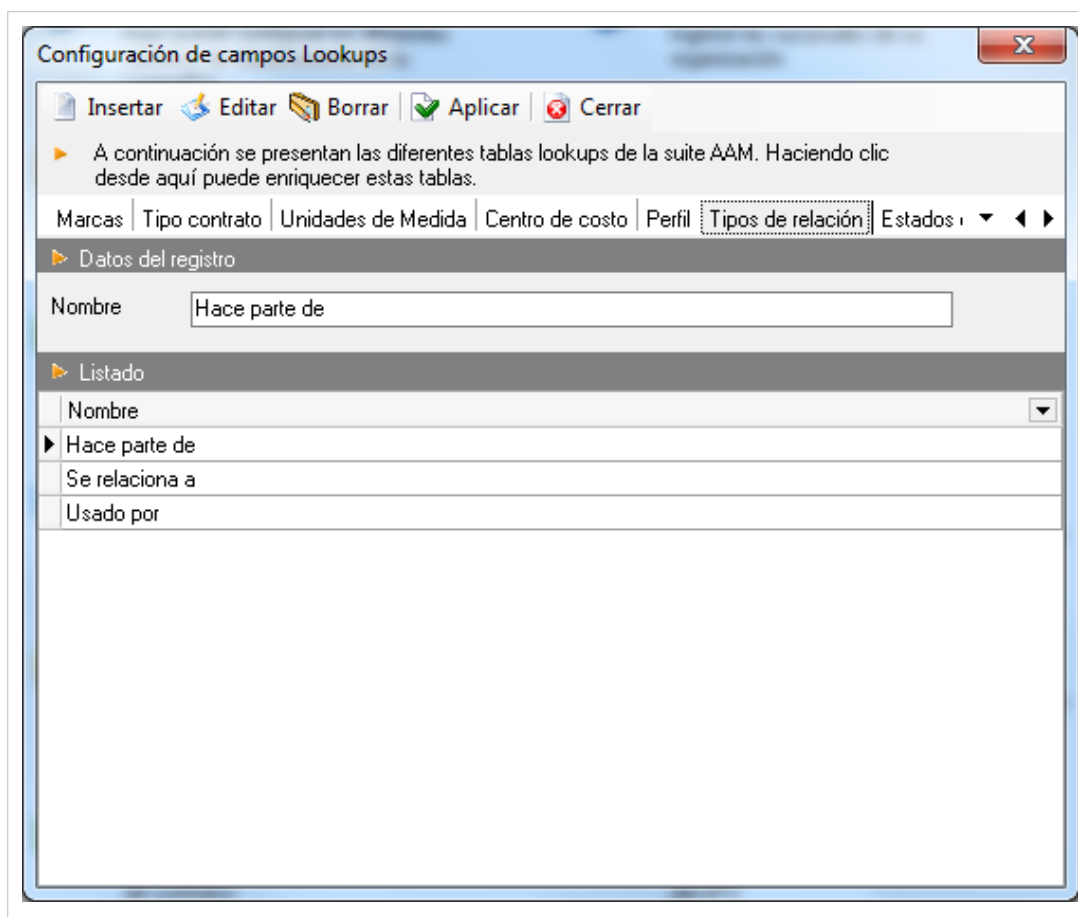 Configuración de campos Lookups
Insertar Editar Borrar Aplicar Cerrar
A continuación se presentan las diferentes tablas lookups de la suite AAM. Haciendo clic
desde aquí puede enriquecer estas tablas.
Marcas Tipo contrato Unidades de Medida Centro de costo Perfil Tipos de relación Estados
Datos del registro
Nombre Hace parte de
Listado
Nombre
Hace parte de
Se relaciona a
Usado por